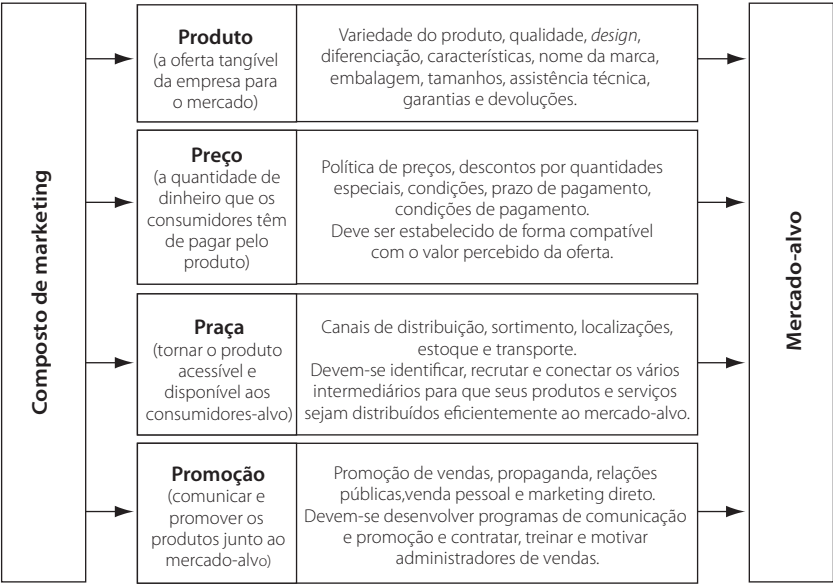 Composto de marketing
Produto
(a oferta tangível
da empresa para
o mercado)
Variedade do produto, qualidade, design,
diferenciação, características, nome da marca,
embalagem, tamanhos, assistência técnica,
garantias e devoluções.
Preço
(a quantidade de
dinheiro que os
consumidores têm
de pagar pelo
produto)
Política de preços, descontos por quantidades
especiais, condições, prazo de pagamento,
condições de pagamento.
Deve ser estabelecido de forma compatível
com o valor percebido da oferta.
Praça
(tornar o produto
acessível e
disponível aos
consumidores-alvo)
Canais de distribuição, sortimento, localizações,
estoque e transporte.
Devem-se identificar, recrutar e conectar os vários
intermediários para que seus produtos e serviços
sejam distribuídos eficientemente ao mercado-alvo.
Promoção
(comunicar e
promover os
produtos junto ao
mercado-alvo)
Promoção de vendas, propaganda, relações
públicas,venda pessoal e marketing direto.
Devem-se desenvolver programas de comunicação
e promoção e contratar, treinar e motivar
administradores de vendas.
Mercado-alvo